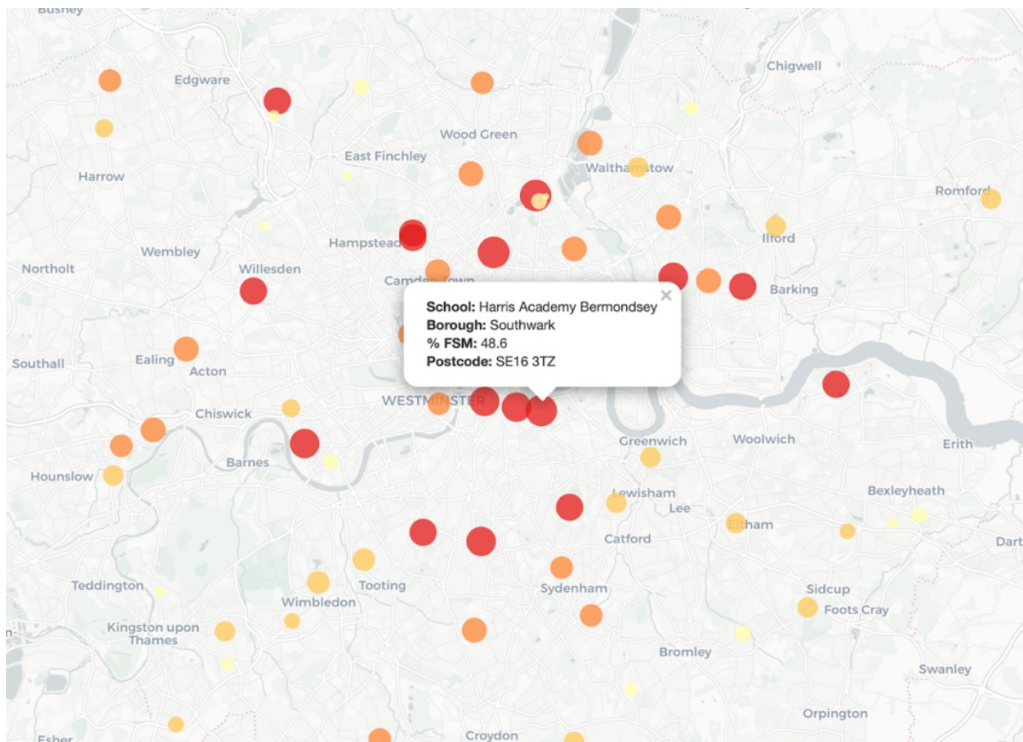 Bushey
Chigwell
Edgware
Wood Green
East Finchley
Walthamstow
Harrow
Romford
Hampstead
Ilford
Wembley
Northolt
Willesden
Camden Town
Barking
School: Harris Academy Bermondsey
Borough: Southwark
% FSM: 48.6
Postcode: SE16 3TZ
×
Southall
Ealing
Acton
WESTMINSTER
Chiswick
Greenwich
Woolwich
Erith
Barnes
Hounslow
Lewisham
Lee
Bexleyheath
Eltham
Catford
Dart
Teddington
Tooting
Sydenham
Sidcup
Wimbledon
Foots Cray
Kingston upon
Thames
Bromley
Swanley
Orpington
Croydon
Esher